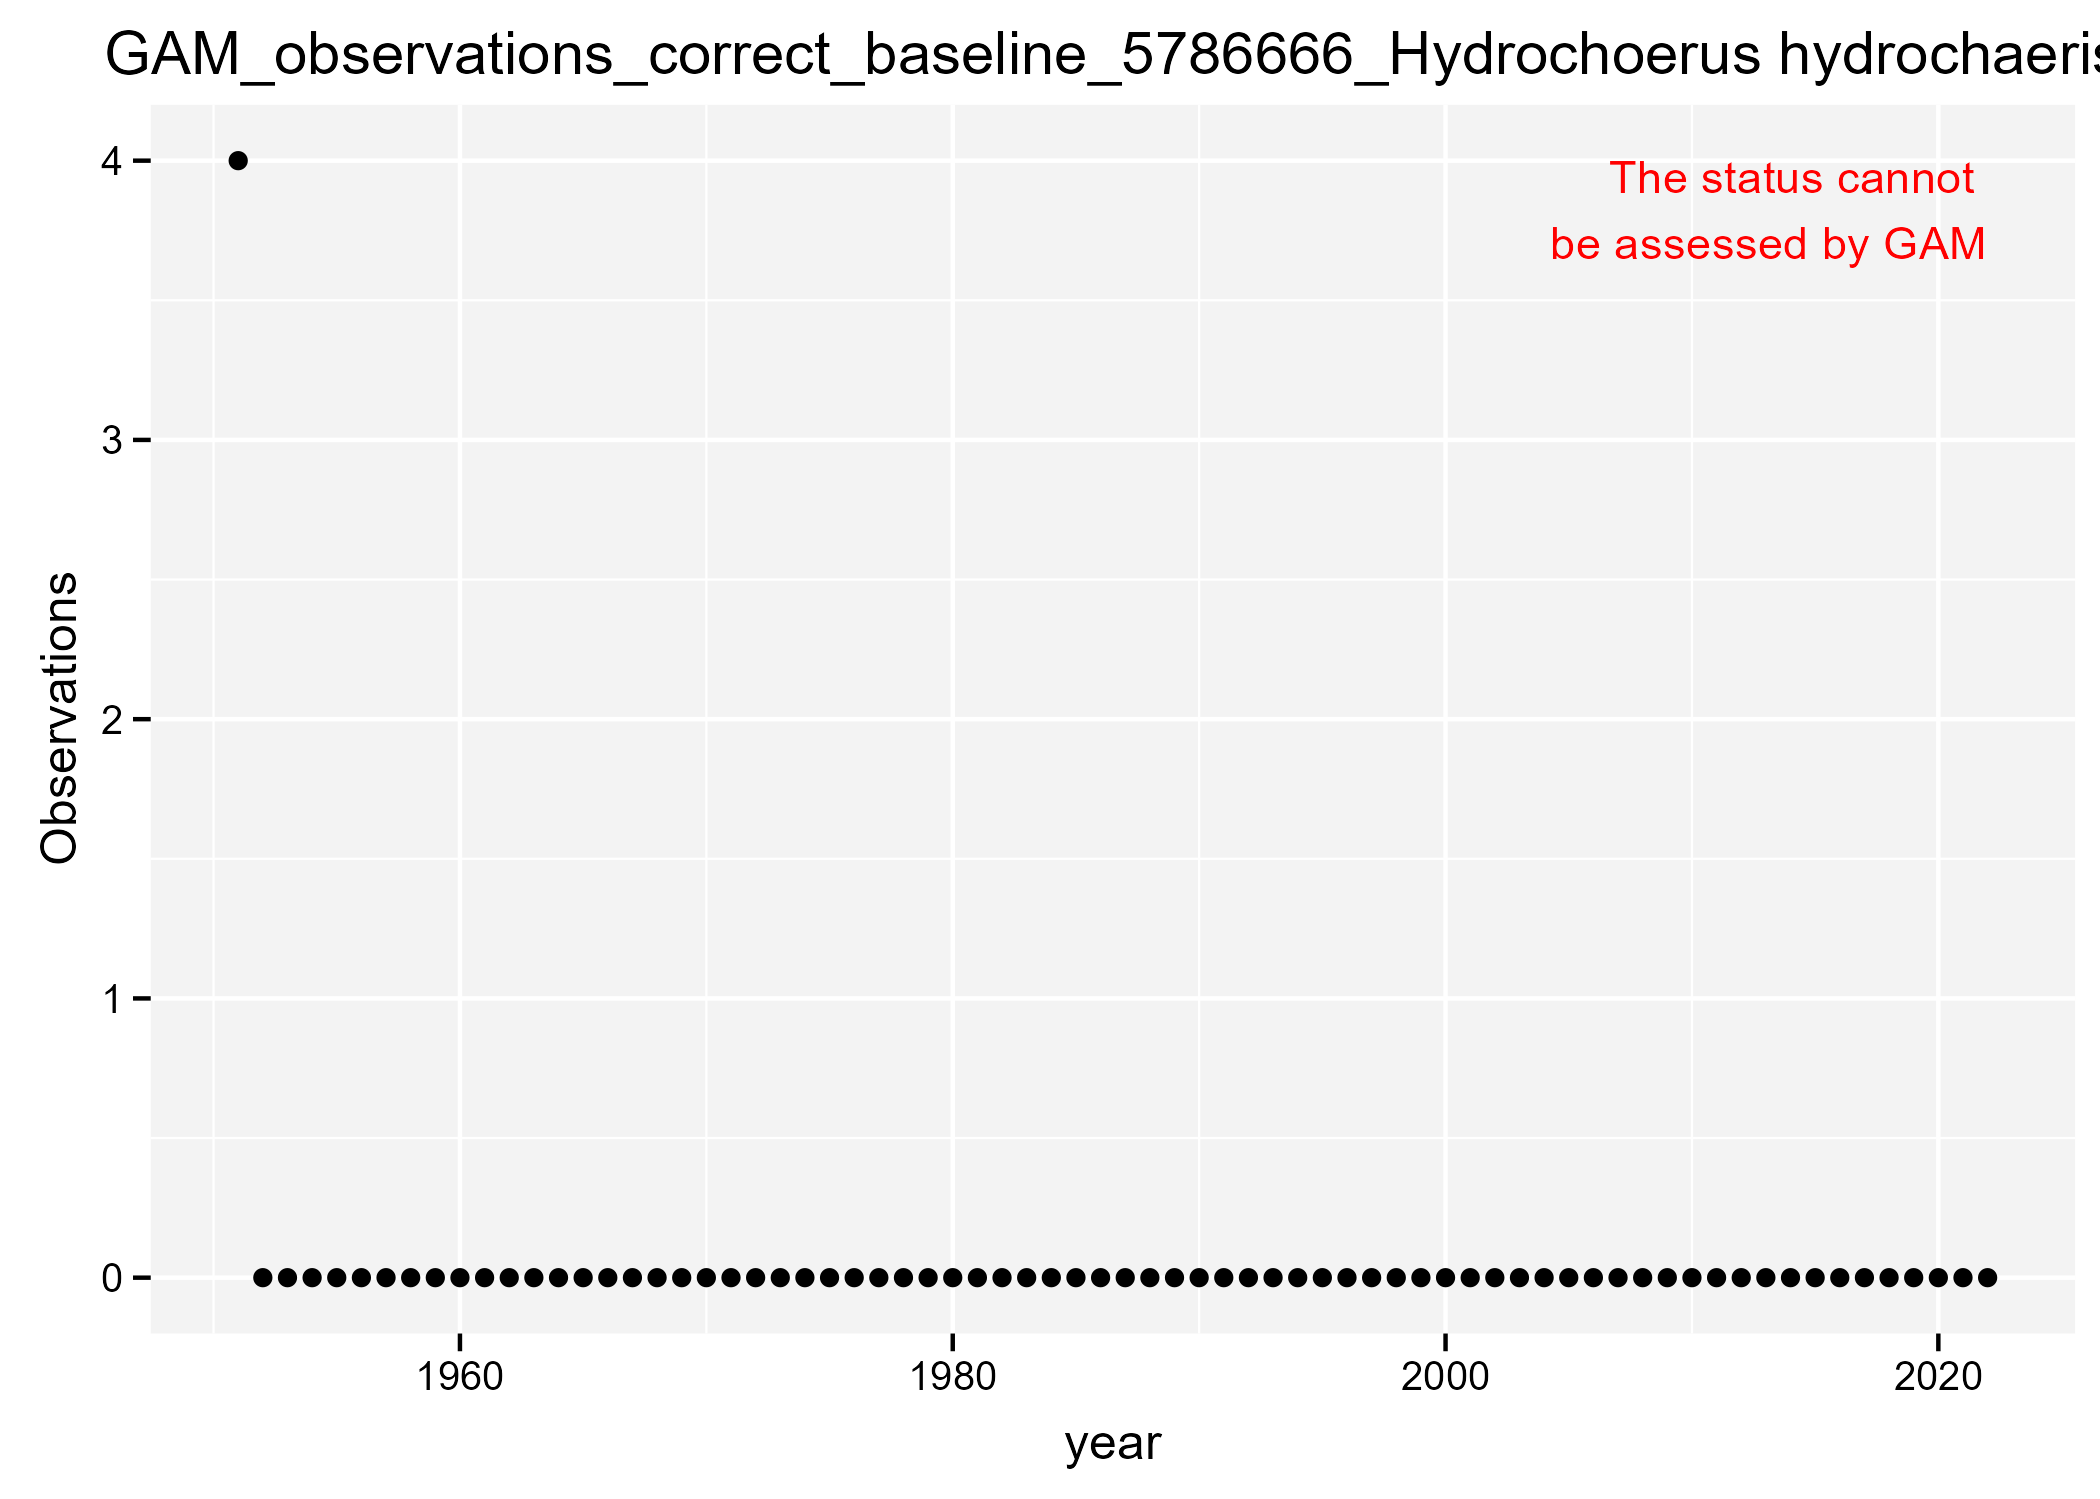 GAM_observations_correct_baseline_5786666_Hydrochoerus hydrochaeris
The status cannot
be assessed by GAM
Observations
4
3
2
1
0
1960
1980
2000
2020
year